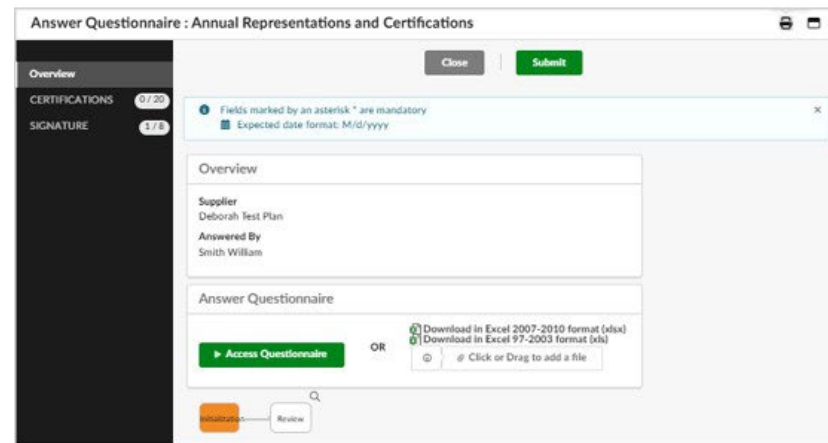 Answer Questionnaire : Annual Representations and Certifications
Overview
CERTIFICATIONS 0 / 20
SIGNATURE 1 / 8
Close Submit
Fields marked by an asterisk * are mandatory
Expected date format: M/d/yyyy
Overview
Supplier
Deborah Test Plan
Answered By
Smith William
Answer Questionnaire
Access Questionnaire
OR
Download in Excel 2007-2010 format (xlsx)
Download in Excel 97-2003 format (xls)
Click or Drag to add a file
Initialization
Review